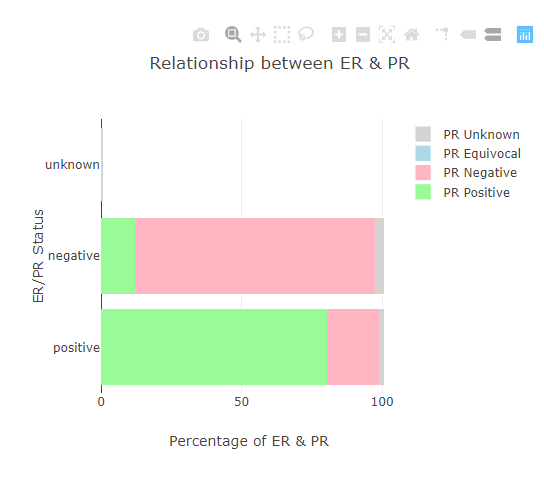 Relationship between ER & PR
PR Unknown
PR Equivocal
PR Negative
PR Positive
ER/PR Status
unknown
negative
positive
0
50
100
Percentage of ER & PR